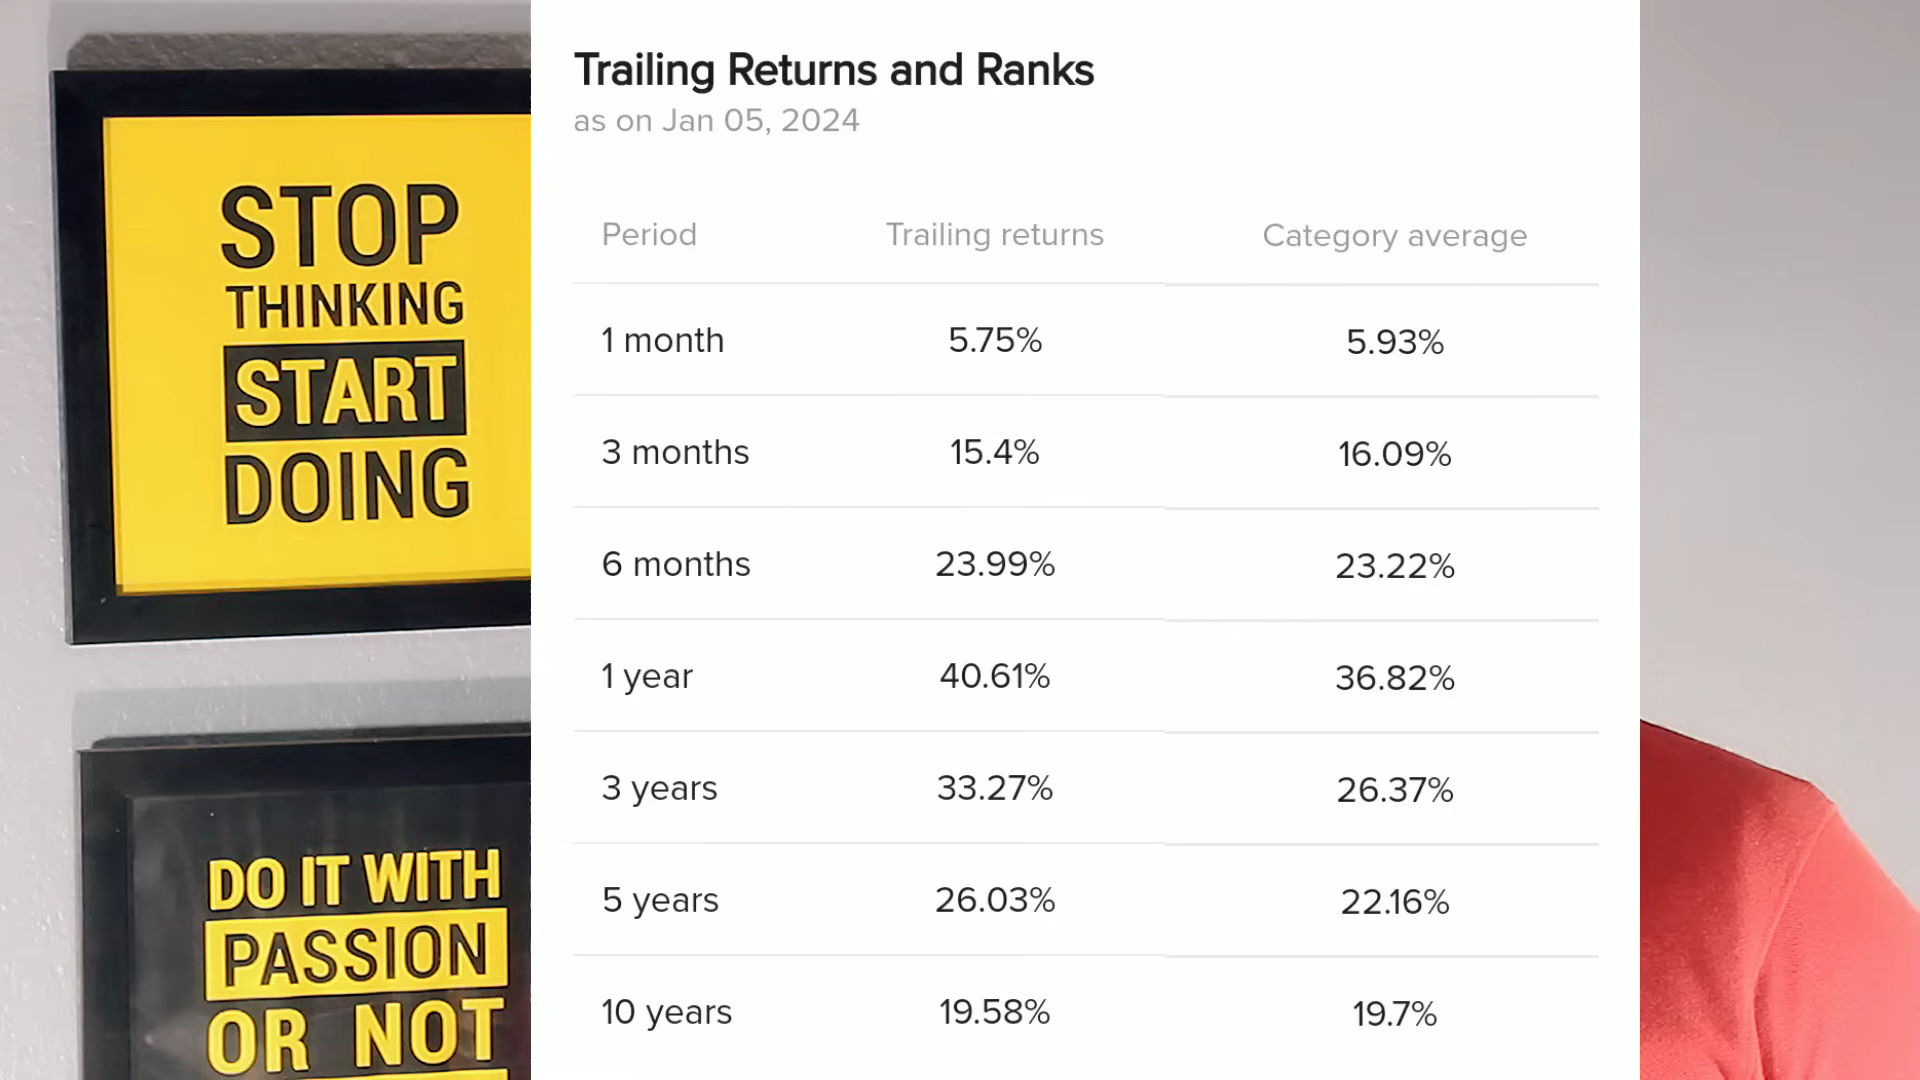 STOP
THINKING
START
DOING
DO IT WITH
PASSION
OR NOT
Trailing Returns and Ranks
as on Jan 05, 2024
Period Trailing returns Category average
1 month 5.75% 5.93%
3 months 15.4% 16.09%
6 months 23.99% 23.22%
1 year 40.61% 36.82%
3 years 33.27% 26.37%
5 years 26.03% 22.16%
10 years 19.58% 19.7%